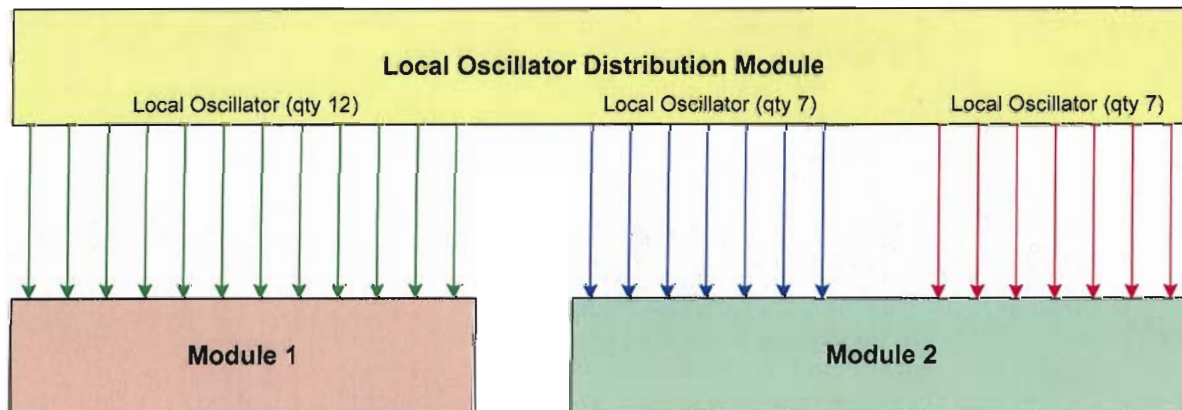 Local Oscillator Distribution Module
Local Oscillator (qty 12)
Local Oscillator (qty 7)
Local Oscillator (qty 7)
Module 1
Module 2